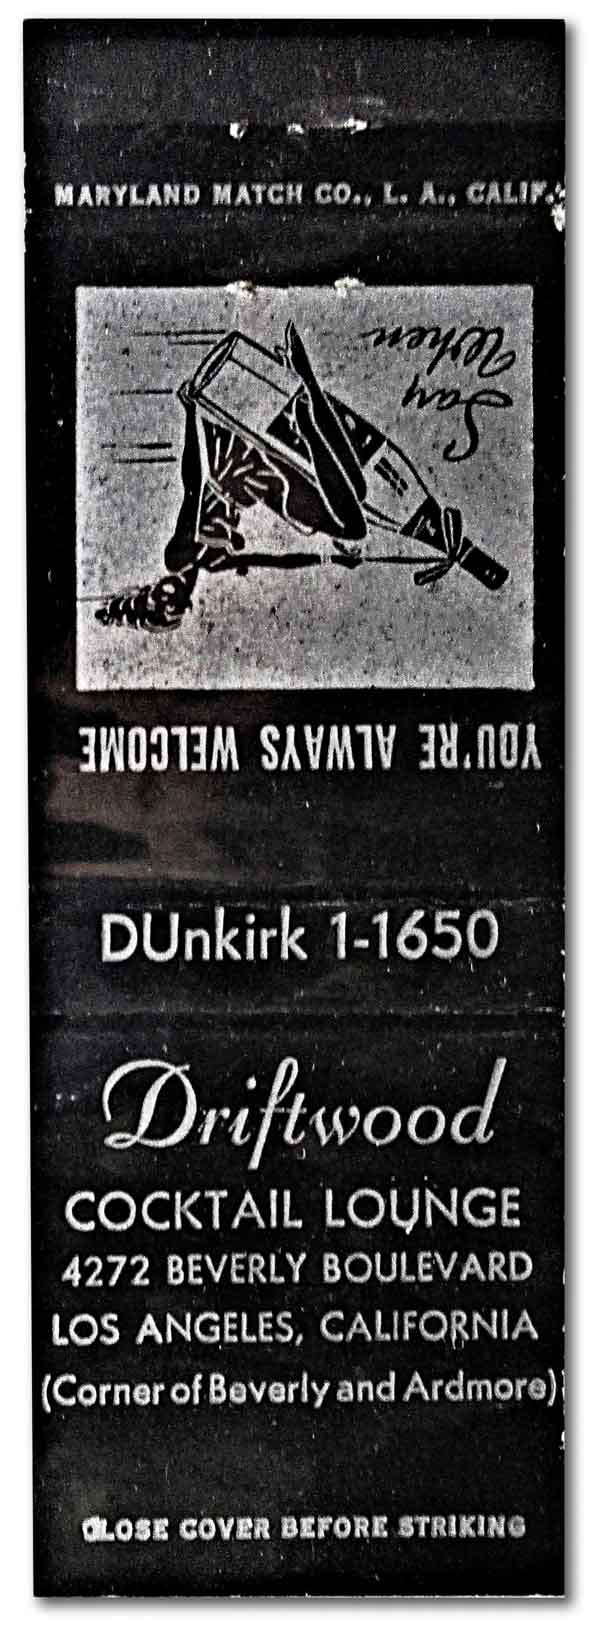 MARYLAND MATCH CO., L. A., CALIF.
Say
When
YOU'RE ALWAYS WELCOME
DUnkirk 1-1650
Driftwood
COCKTAIL LOUNGE
4272 BEVERLY BOULEVARD
LOS ANGELES, CALIFORNIA
(Corner of Beverly and Ardmore)
CLOSE COVER BEFORE STRIKING